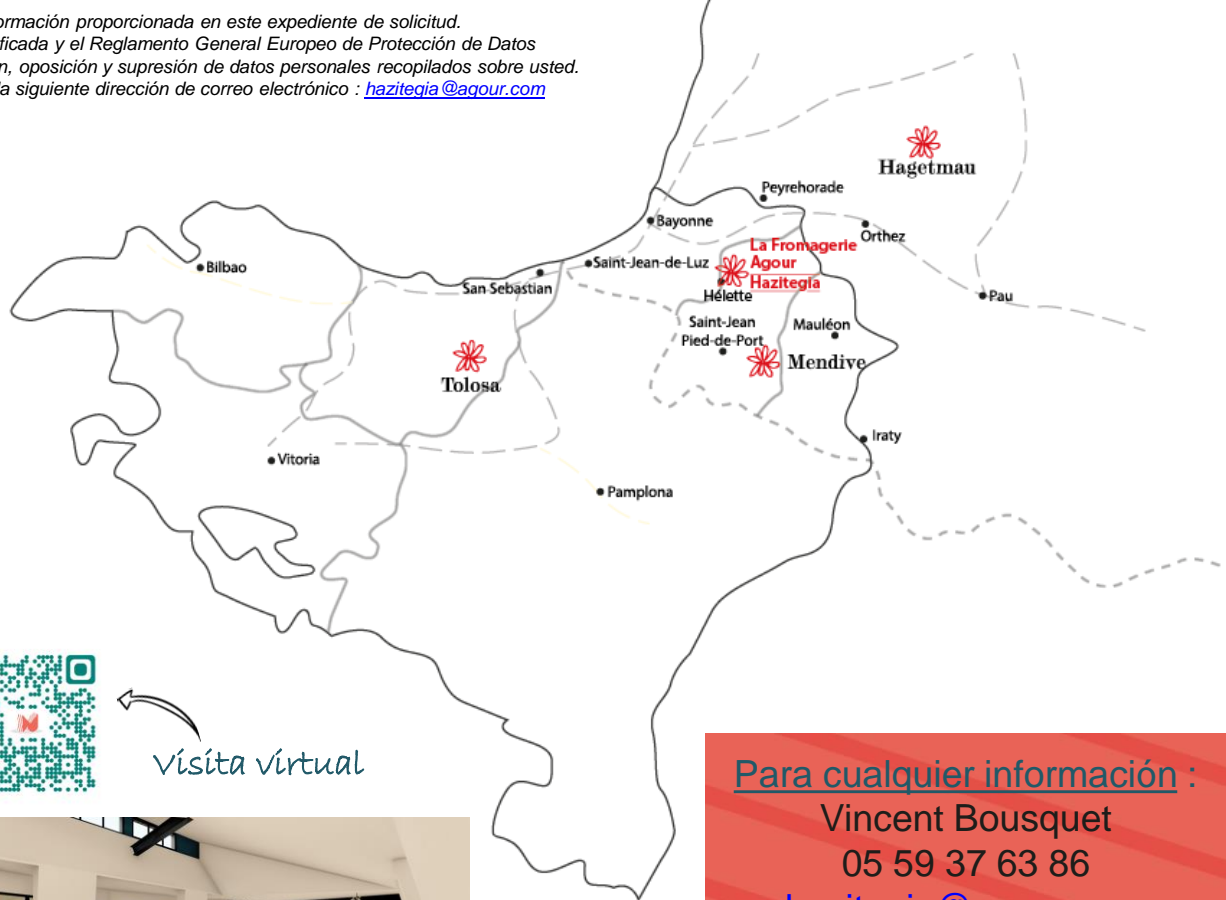 ormación proporcionada en este expediente de solicitud.
ficada y el Reglamento General Europeo de Protección de Datos
n, oposición y supresión de datos personales recopilados sobre usted.
la siguiente dirección de correo electrónico : hazitegia@agour.com
Hagetmau
Peyrehorade
Bayonne
Orthez
La Fromagerie
Agour
Hazitegia
Saint-Jean-de-Luz
Bilbao
San Sebastian
Hélette
Pau
Saint-Jean
Pied-de-Port
Mauléon
Mendive
Tolosa
Iraty
Vitoria
Pamplona
Visita virtual
Para cualquier información :
Vincent Bousquet
05 59 37 63 86